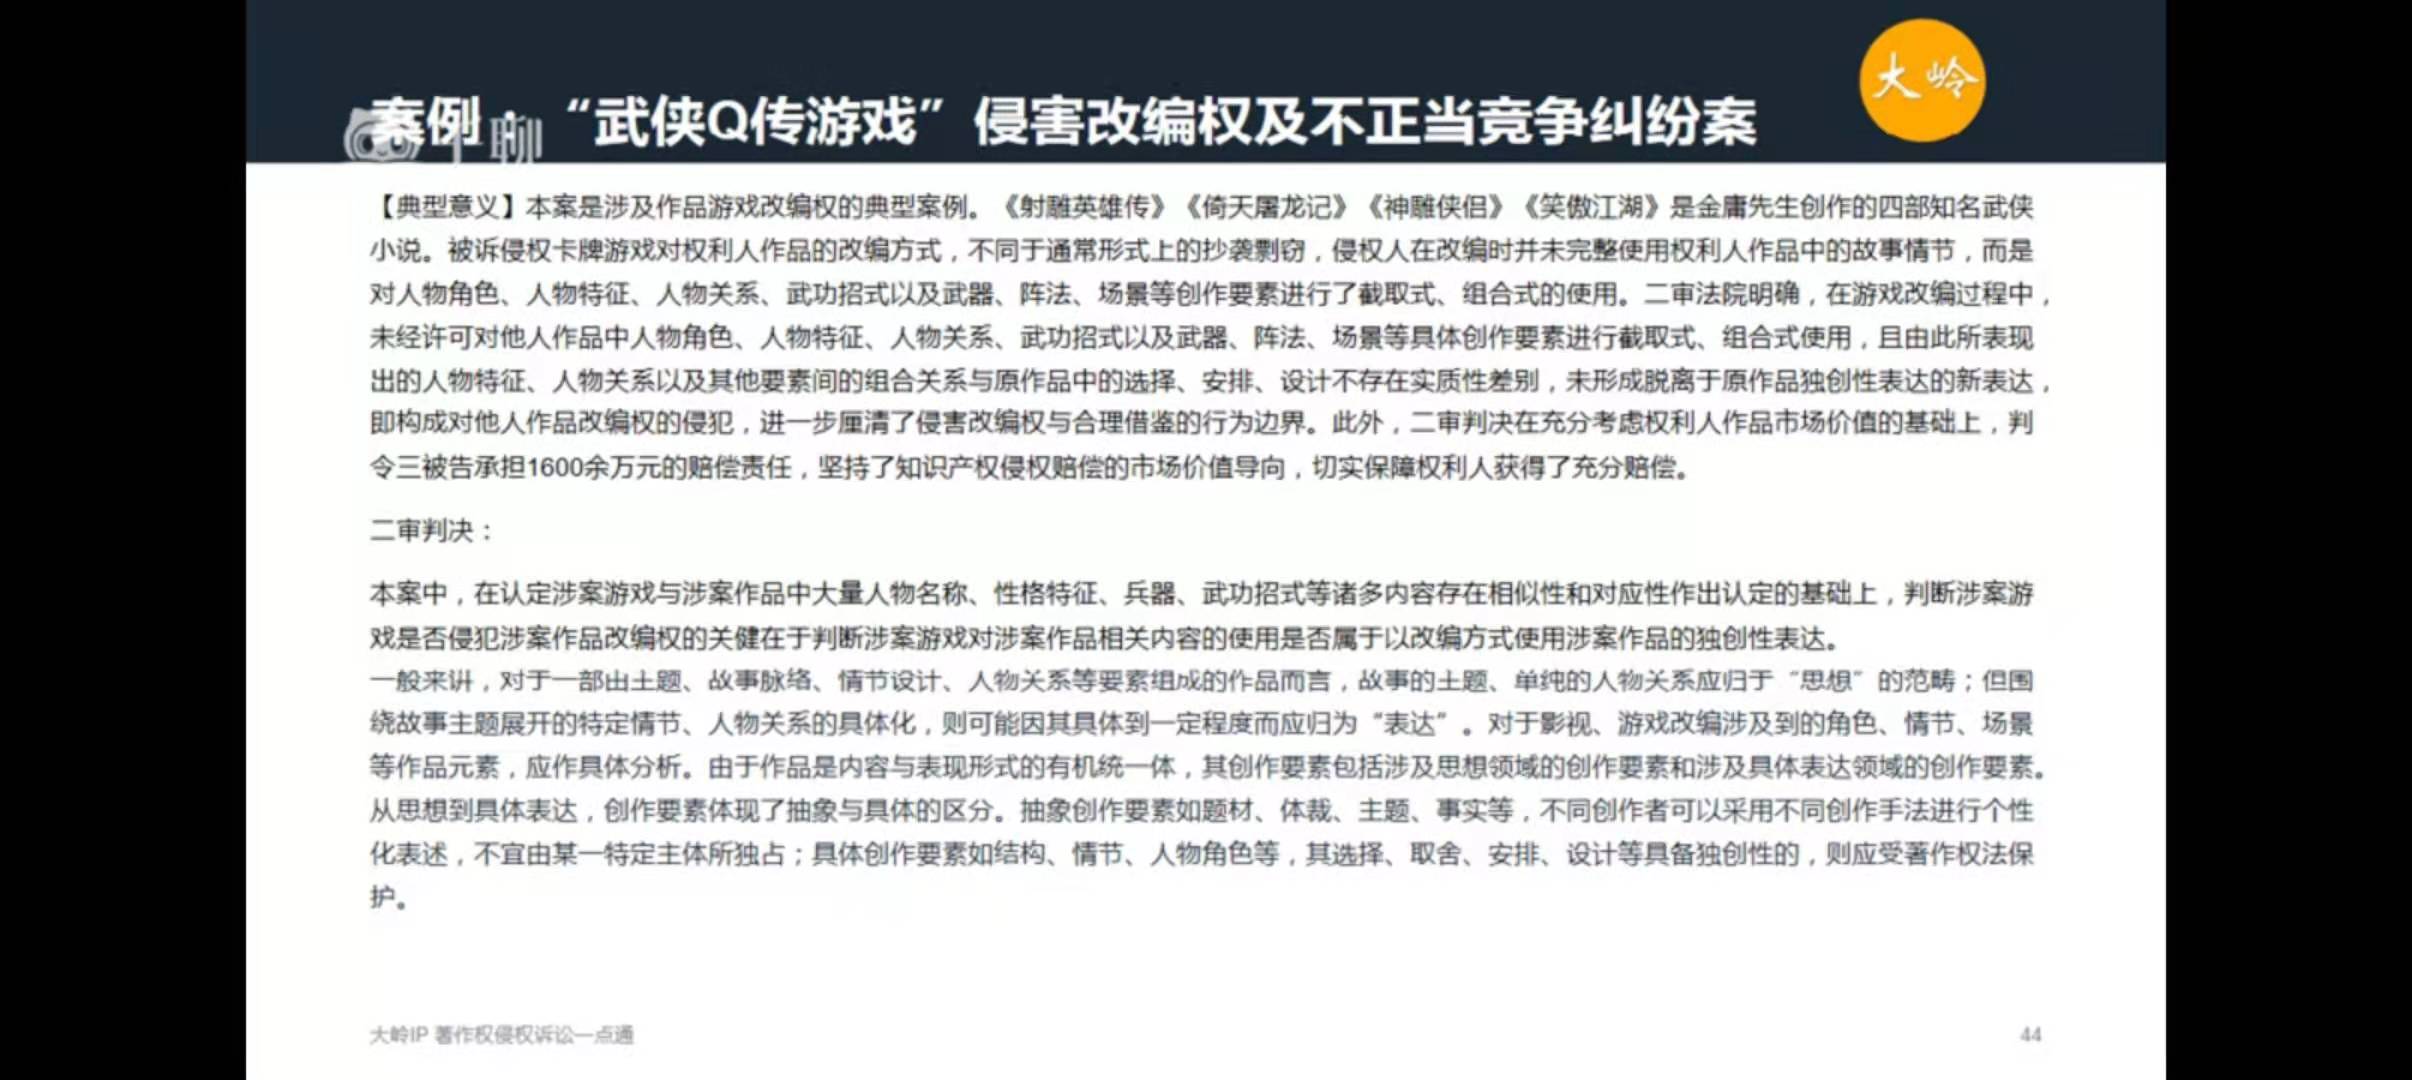 大岭
案例：“武侠Q传游戏”侵害改编权及不正当竞争纠纷案
千聊
【典型意义】本案是涉及作品游戏改编权的典型案例。《射雕英雄传》《倚天屠龙记》《神雕侠侣》《笑傲江湖》是金庸先生创作的四部知名武侠
小说。被诉侵权卡牌游戏对权利人作品的改编方式，不同于通常形式上的抄袭剽窃，侵权人在改编时并未完整使用权利人作品中的故事情节，而是
对人物角色、人物特征、人物关系、武功招式以及武器、阵法、场景等创作要素进行了截取式、组合式的使用。二审法院明确，在游戏改编过程中，
未经许可对他人作品中人物角色、人物特征、人物关系、武功招式以及武器、阵法、场景等具体创作要素进行截取式、组合式使用，且由此所表现
出的人物特征、人物关系以及其他要素间的组合关系与原作品中的选择、安排、设计不存在实质性差别，未形成脱离于原作品独创性表达的新表达，
即构成对他人作品改编权的侵犯，进一步厘清了侵害改编权与合理借鉴的行为边界。此外，二审判决在充分考虑权利人作品市场价值的基础上，判
令三被告承担1600余万元的赔偿责任，坚持了知识产权侵权赔偿的市场价值导向，切实保障权利人获得了充分赔偿。
二审判决：
本案中，在认定涉案游戏与涉案作品中大量人物名称、性格特征、兵器、武功招式等诸多内容存在相似性和对应性作出认定的基础上，判断涉案游
戏是否侵犯涉案作品改编权的关健在于判断涉案游戏对涉案作品相关内容的使用是否属于以改编方式使用涉案作品的独创性表达。
一般来讲，对于一部由主题、故事脉络、情节设计、人物关系等要素组成的作品而言，故事的主题、单纯的人物关系应归于“思想”的范畴；但围
绕故事主题展开的特定情节、人物关系的具体化，则可能因其具体到一定程度而应归为“表达”。对于影视、游戏改编涉及到的角色、情节、场景
等作品元素，应作具体分析。由于作品是内容与表现形式的有机统一体，其创作要素包括涉及思想领域的创作要素和涉及具体表达领域的创作要素。
从思想到具体表达，创作要素体现了抽象与具体的区分。抽象创作要素如题材、体裁、主题、事实等，不同创作者可以采用不同创作手法进行个性
化表述，不宜由某一特定主体所独占；具体创作要素如结构、情节、人物角色等，其选择、取舍、安排、设计等具备独创性的，则应受著作权法保
护。
大岭IP 著作权侵权诉讼一点通
44